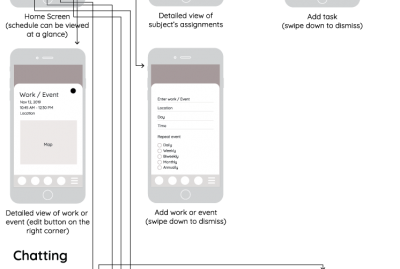 Home Screen
(schedule can be viewed
at a glance)
Detailed view of
subject's assignments
Add task
(swipe down to dismiss)
Work / Event
Nov 12, 2019
10:45 AM - 12:30 PM
Location
Map
Enter work / Event
Location
Day
Time
Repeat event
Daily
Weekly
Biweekly
Monthly
Annually
Detailed view of work or
event (edit button on the
right corner)
Add work or event
(swipe down to dismiss)
Chatting